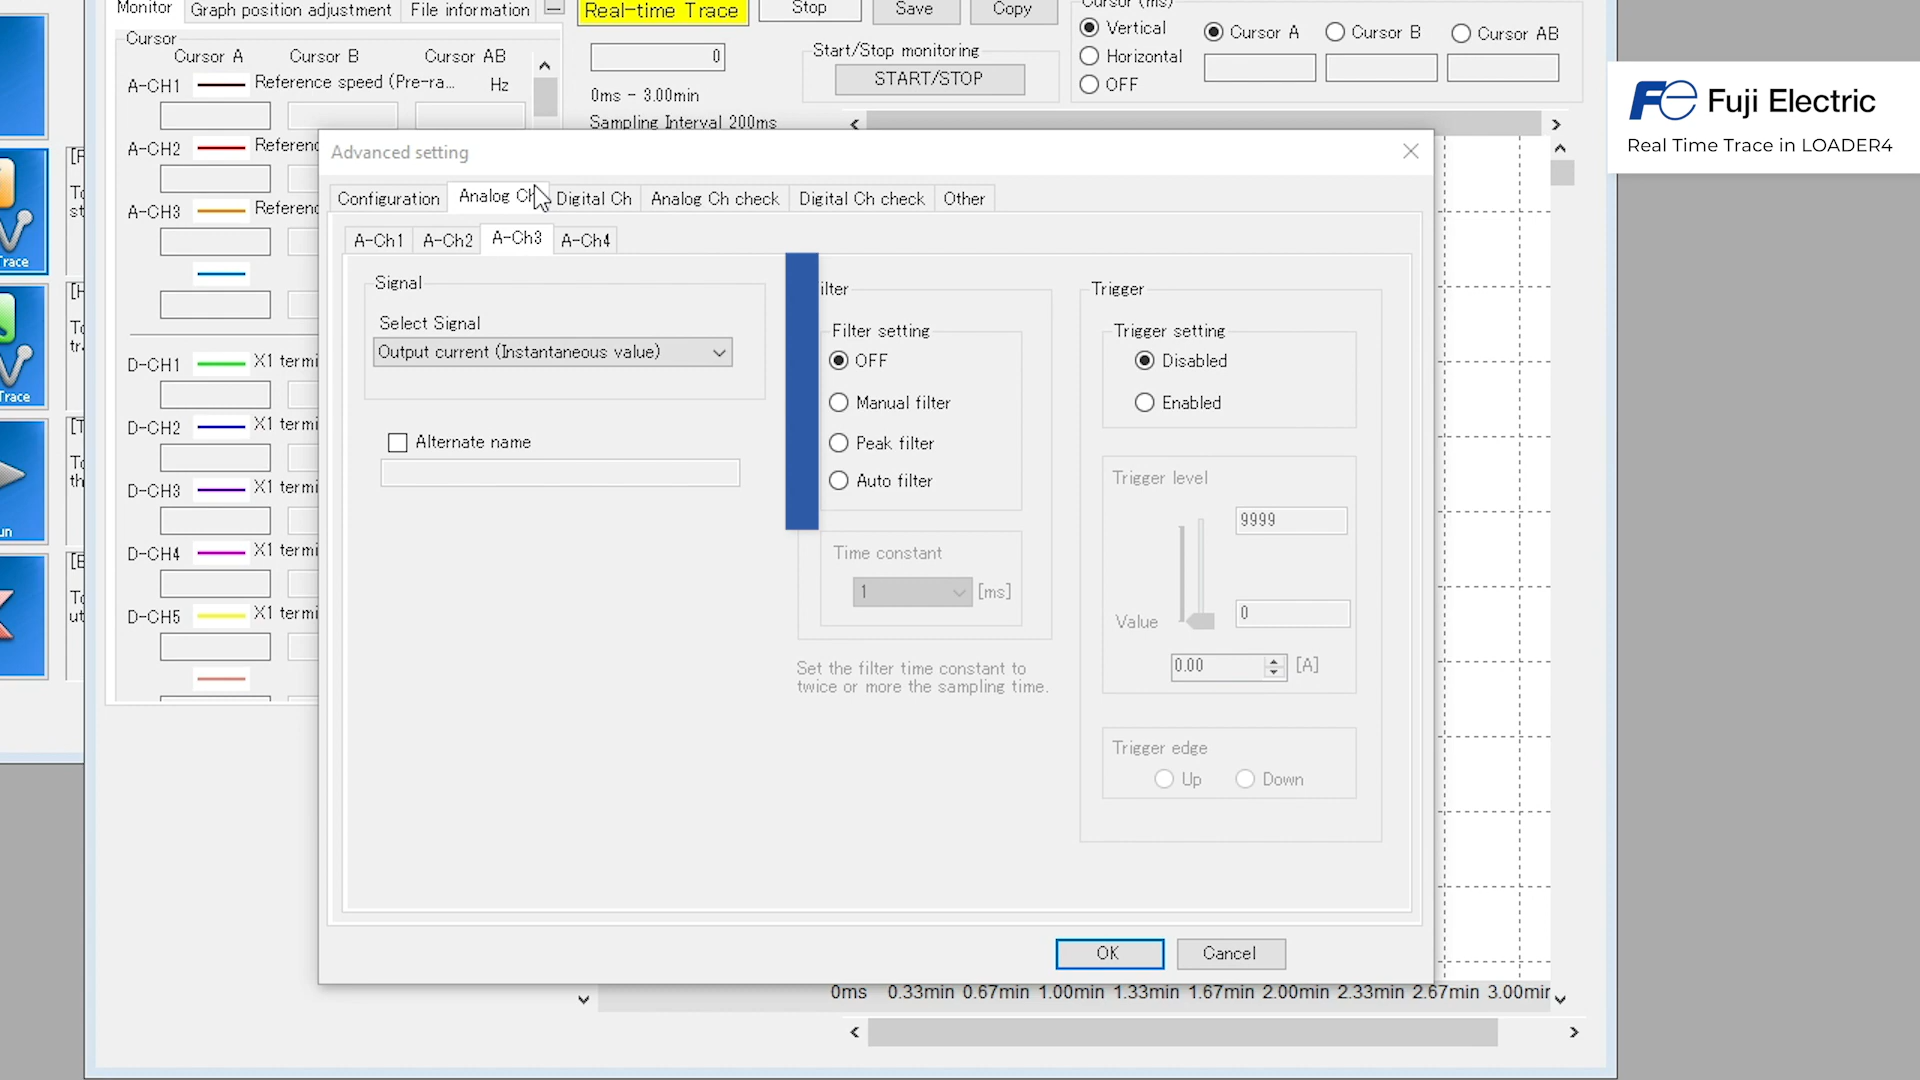 Monitor
Graph position adjustment
File information
Real-time Trace
Stop
Save
Copy
Cursor (ms)
Vertical
Horizontal
OFF
Cursor A
Cursor B
Cursor AB
0
0ms - 3.00min
Sampling Interval 200ms
Start/Stop monitoring
START/STOP
Fuji Electric
Real Time Trace in LOADER4
Cursor
Cursor A Cursor B Cursor AB
A-CH1 Reference speed (Pre-ra... Hz
A-CH2
A-CH3
D-CH1 X1
D-CH2 X1
D-CH3 X1
D-CH4 X1
D-CH5 X1
Trace
Advanced setting
Configuration
Analog Ch
Digital Ch
Analog Ch check
Digital Ch check
Other
A-Ch1
A-Ch2
A-Ch3
A-Ch4
Signal
Select Signal
Output current (Instantaneous value)
Alternate name
Filter setting
OFF
Manual filter
Peak filter
Auto filter
Time constant
1 [ms]
Set the filter time constant to
twice or more the sampling time.
Trigger
Trigger setting
Disabled
Enabled
Trigger level
9999
Value
0
0.00 [A]
Trigger edge
Up Down
OK
Cancel
0ms 0.33min 0.67min 1.00min 1.33min 1.67min 2.00min 2.33min 2.67min 3.00min